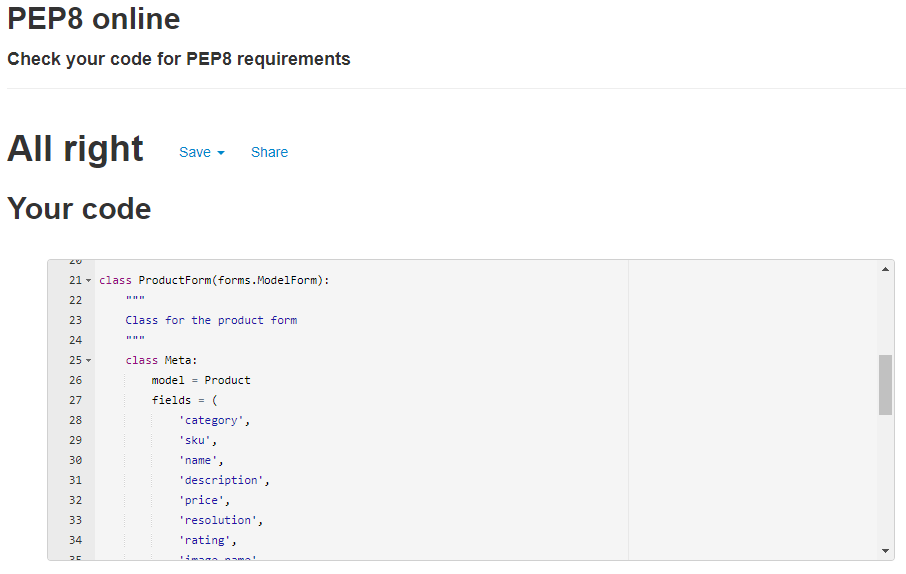 PEP8 online
Check your code for PEP8 requirements
All right Save Share
Your code
20
21 class ProductForm(forms.ModelForm):
22 """
23 Class for the product form
24 """
25 class Meta:
26 model = Product
27 fields = (
28 'category',
29 'sku',
30 'name',
31 'description',
32 'price',
33 'resolution',
34 'rating',
35 'image_name'